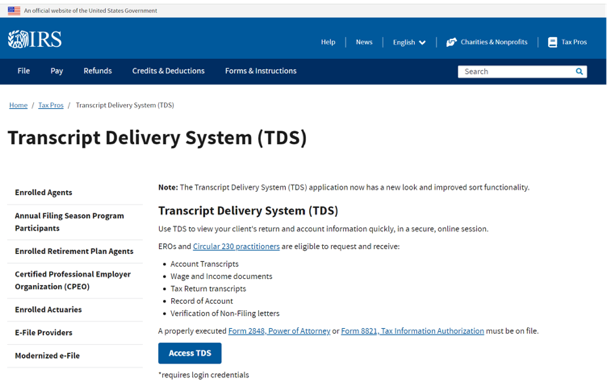 An official website of the United States Government
IRS
Help
News
English
Charities & Nonprofits
Tax Pros
File
Pay
Refunds
Credits & Deductions
Forms & Instructions
Search
Home / Tax Pros / Transcript Delivery System (TDS)
Transcript Delivery System (TDS)
Enrolled Agents
Annual Filing Season Program
Participants
Enrolled Retirement Plan Agents
Certified Professional Employer
Organization (CPEO)
Enrolled Actuaries
E-File Providers
Modernized e-File
Note: The Transcript Delivery System (TDS) application now has a new look and improved sort functionality.
Transcript Delivery System (TDS)
Use TDS to view your client's return and account information quickly, in a secure, online session.
EROs and Circular 230 practitioners are eligible to request and receive:
• Account Transcripts
• Wage and Income documents
• Tax Return transcripts
• Record of Account
• Verification of Non-Filing letters
A properly executed Form 2848, Power of Attorney or Form 8821, Tax Information Authorization must be on file.
Access TDS
*requires login credentials